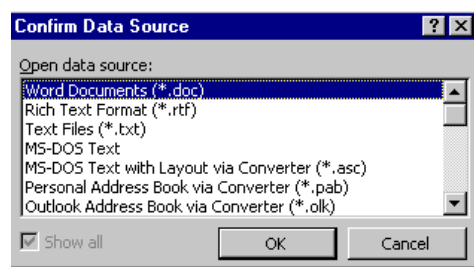 Confirm Data Source
Open data source:
Word Documents (*.doc)
Rich Text Format (*.rtf)
Text Files (*.txt)
MS-DOS Text
MS-DOS Text with Layout via Converter (*.asc)
Personal Address Book via Converter (*.pab)
Outlook Address Book via Converter (*.olk)
Show all
OK
Cancel